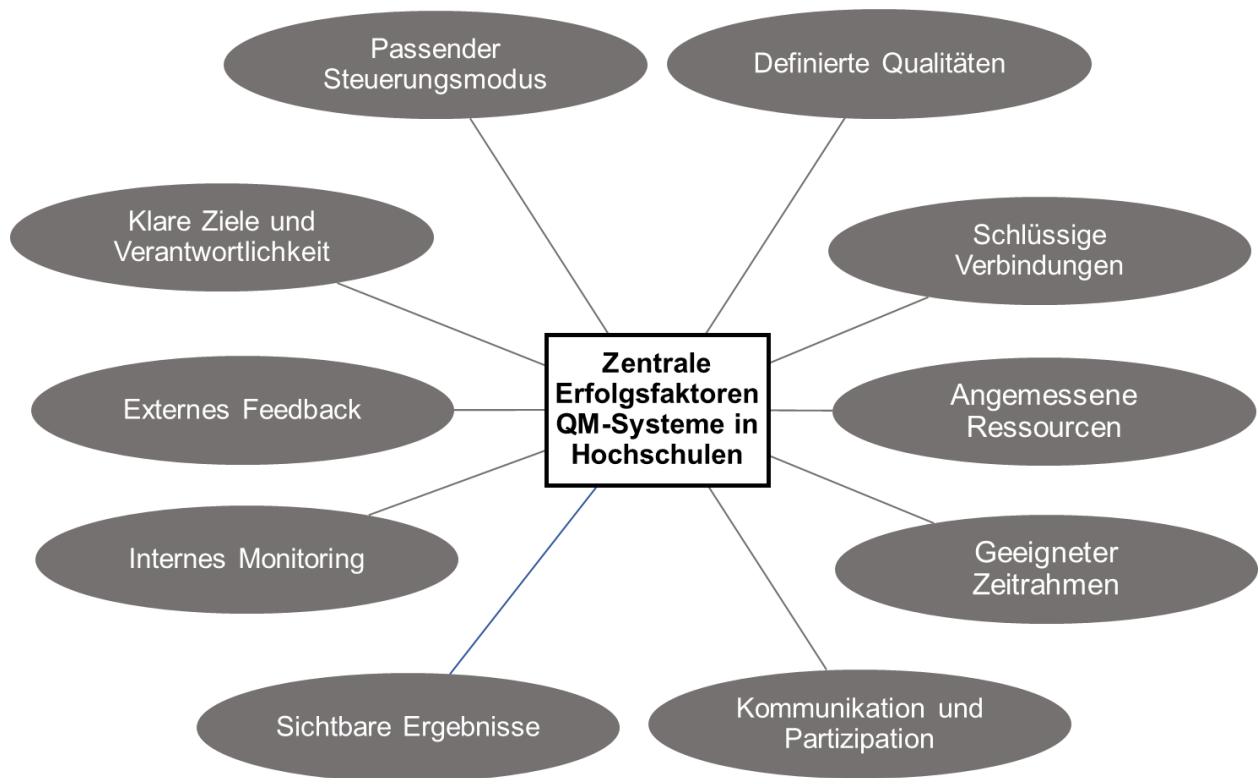 Passender
Steuerungsmodus
Definierte Qualitäten
Klare Ziele und
Verantwortlichkeit
Schlüssige
Verbindungen
Zentrale
Erfolgsfaktoren
QM-Systeme in
Hochschulen
Externes Feedback
Angemessene
Ressourcen
Internes Monitoring
Geeigneter
Zeitrahmen
Sichtbare Ergebnisse
Kommunikation und
Partizipation